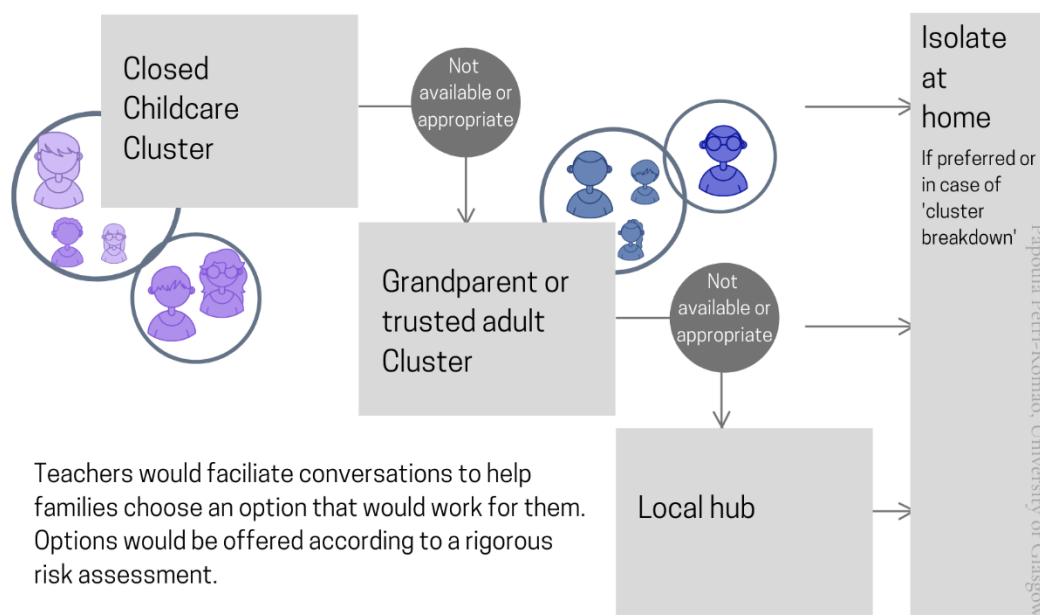 Closed
Childcare
Cluster
Not
available or
appropriate
Isolate
at
home
If preferred or
in case of
'cluster
breakdown'
Grandparent or
trusted adult
Cluster
Not
available or
appropriate
Local hub
Teachers would faciliate conversations to help
families choose an option that would work for them.
Options would be offered according to a rigorous
risk assessment.
Papoula Petri-Romão, University of Glasgow